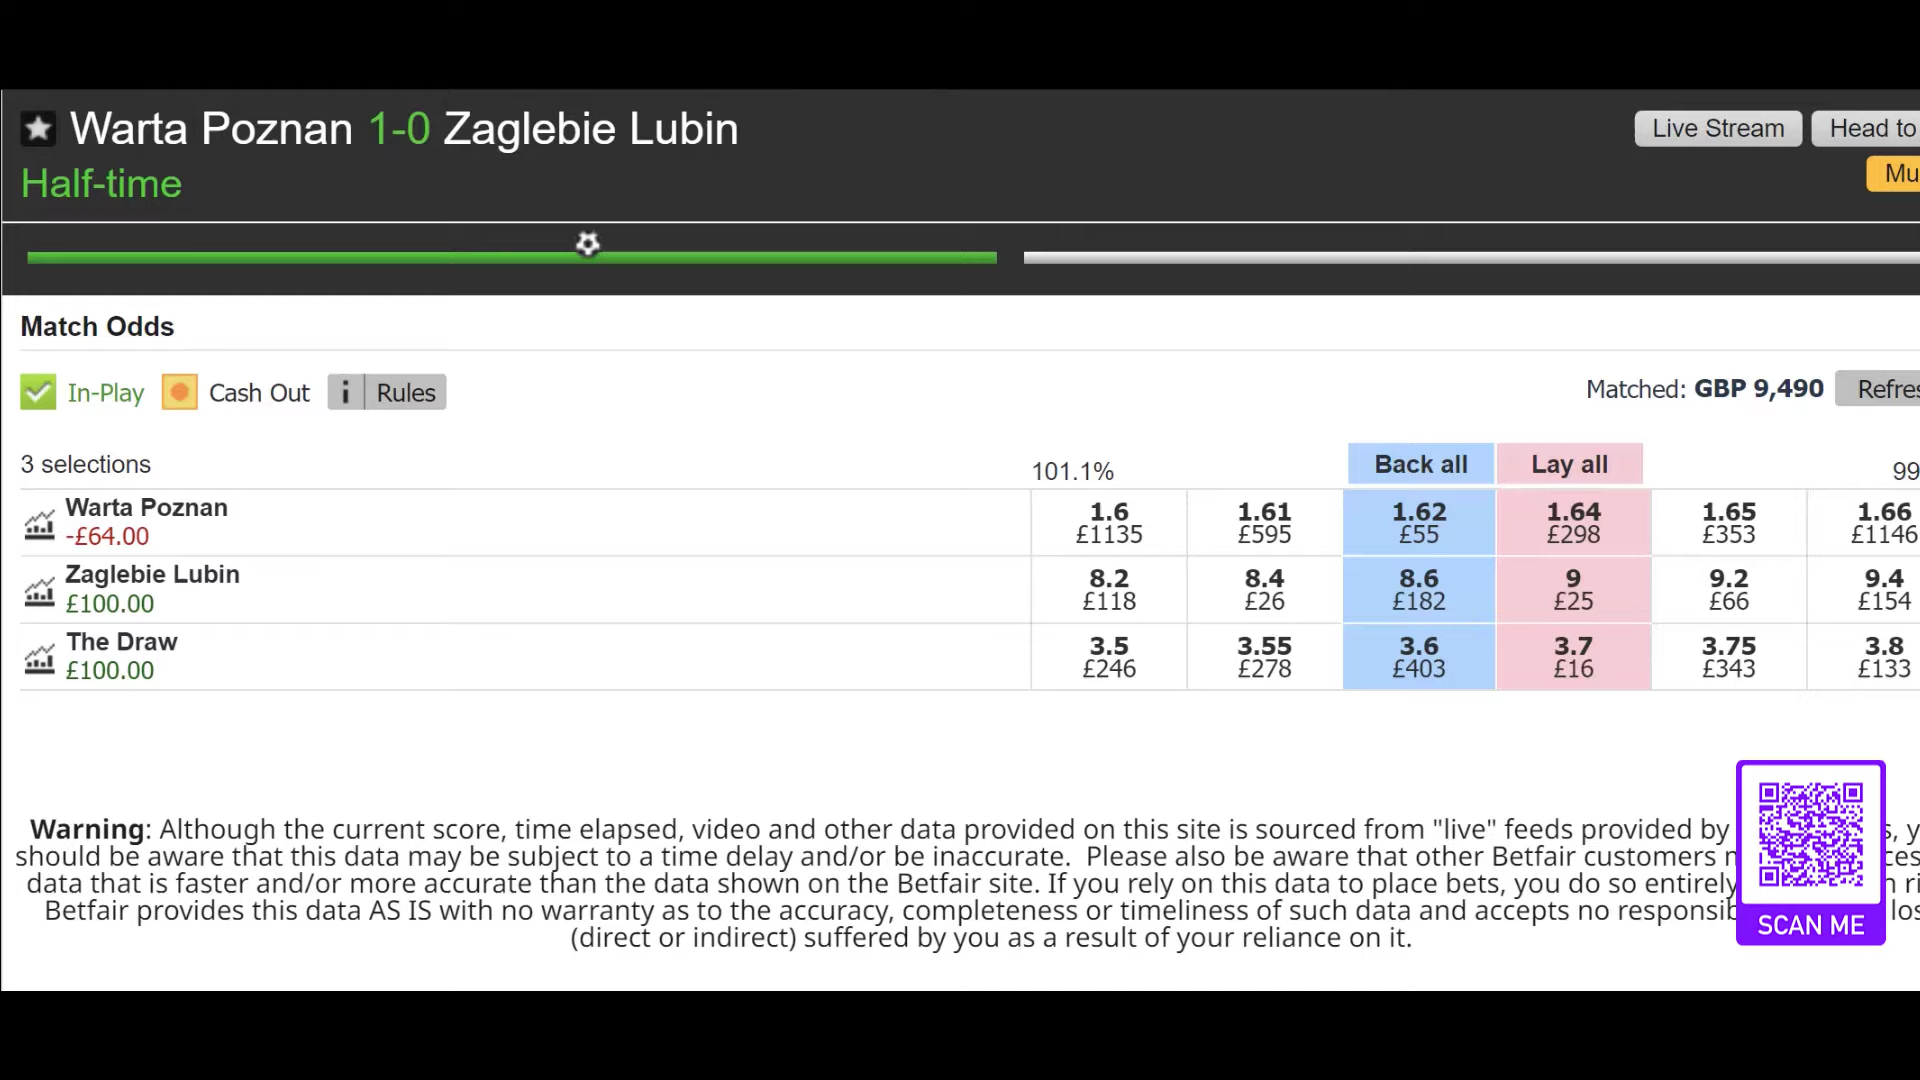 Warta Poznan 1-0 Zaglebie Lubin
Live Stream
Head to
Half-time
Mu
Match Odds
In-Play Cash Out i Rules
Matched: GBP 9,490
Refres
3 selections 101.1% Back all Lay all 99
Warta Poznan 1.6 1.61 1.62 1.64 1.65 1.66
-£64.00 £1135 £595 £55 £298 £353 £1146
Zaglebie Lubin 8.2 8.4 8.6 9 9.2 9.4
£100.00 £118 £26 £182 £25 £66 £154
The Draw 3.5 3.55 3.6 3.7 3.75 3.8
£100.00 £246 £278 £403 £16 £343 £133
Warning: Although the current score, time elapsed, video and other data provided on this site is sourced from "live" feeds provided by
should be aware that this data may be subject to a time delay and/or be inaccurate. Please also be aware that other Betfair customers
data that is faster and/or more accurate than the data shown on the Betfair site. If you rely on this data to place bets, you do so entirely
Betfair provides this data AS IS with no warranty as to the accuracy, completeness or timeliness of such data and accepts no
(direct or indirect) suffered by you as a result of your reliance on it.
SCAN ME